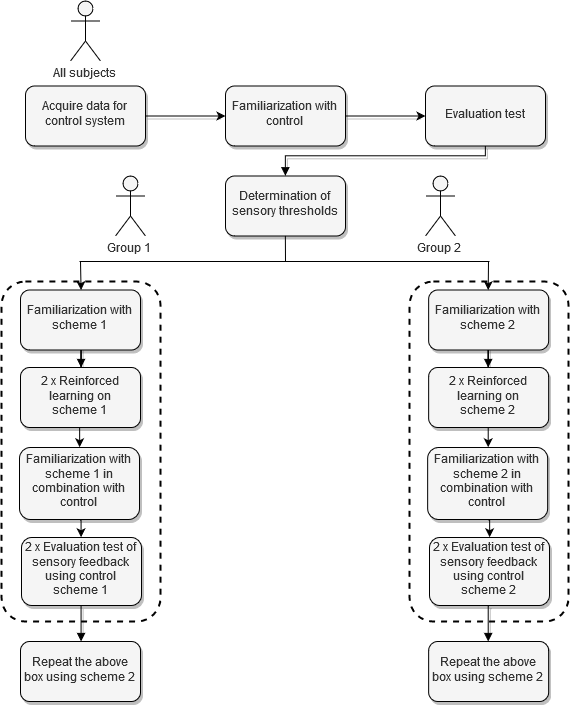 All subjects
Acquire data for
control system
Familiarization with
control
Evaluation test
Determination of
sensory thresholds
Group 1
Group 2
Familiarization with
scheme 1
2 x Reinforced
learning on
scheme 1
Familiarization with
scheme 1 in
combination with
control
2 x Evaluation test of
sensory feedback
using control
scheme 1
Repeat the above
box using scheme 2
Familiarization with
scheme 2
2 x Reinforced
learning on
scheme 2
Familiarization with
scheme 2 in
combination with
control
2 x Evaluation test of
sensory feedback
using control
scheme 2
Repeat the above
box using scheme 2